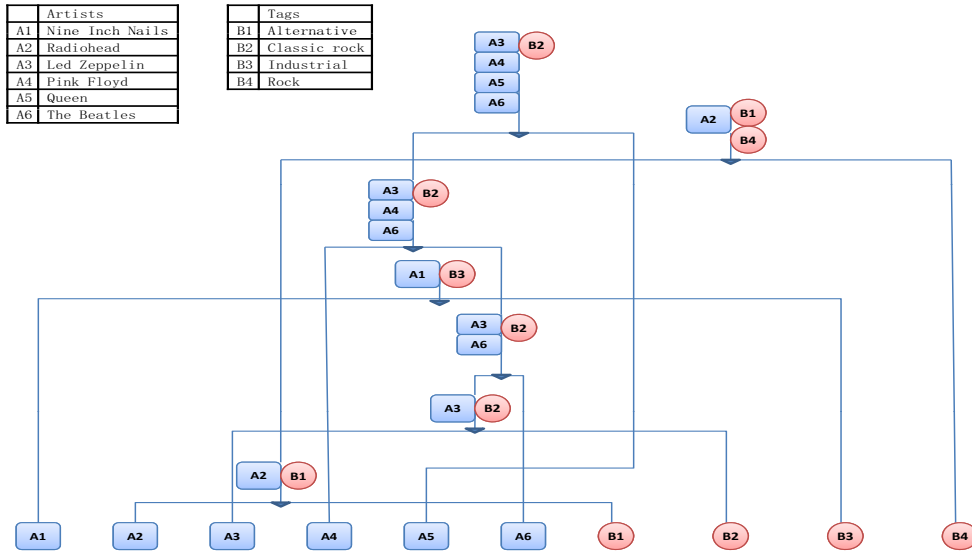 Artists
A1 Nine Inch Nails
A2 Radiohead
A3 Led Zeppelin
A4 Pink Floyd
A5 Queen
A6 The Beatles
Tags
B1 Alternative
B2 Classic rock
B3 Industrial
B4 Rock
A3 B2
A4
A5
A6
A2 B1
B4
A3 B2
A4
A6
A1 B3
A3 B2
A6
A3 B2
A2 B1
A1 A2 A3 A4 A5 A6 B1 B2 B3 B4